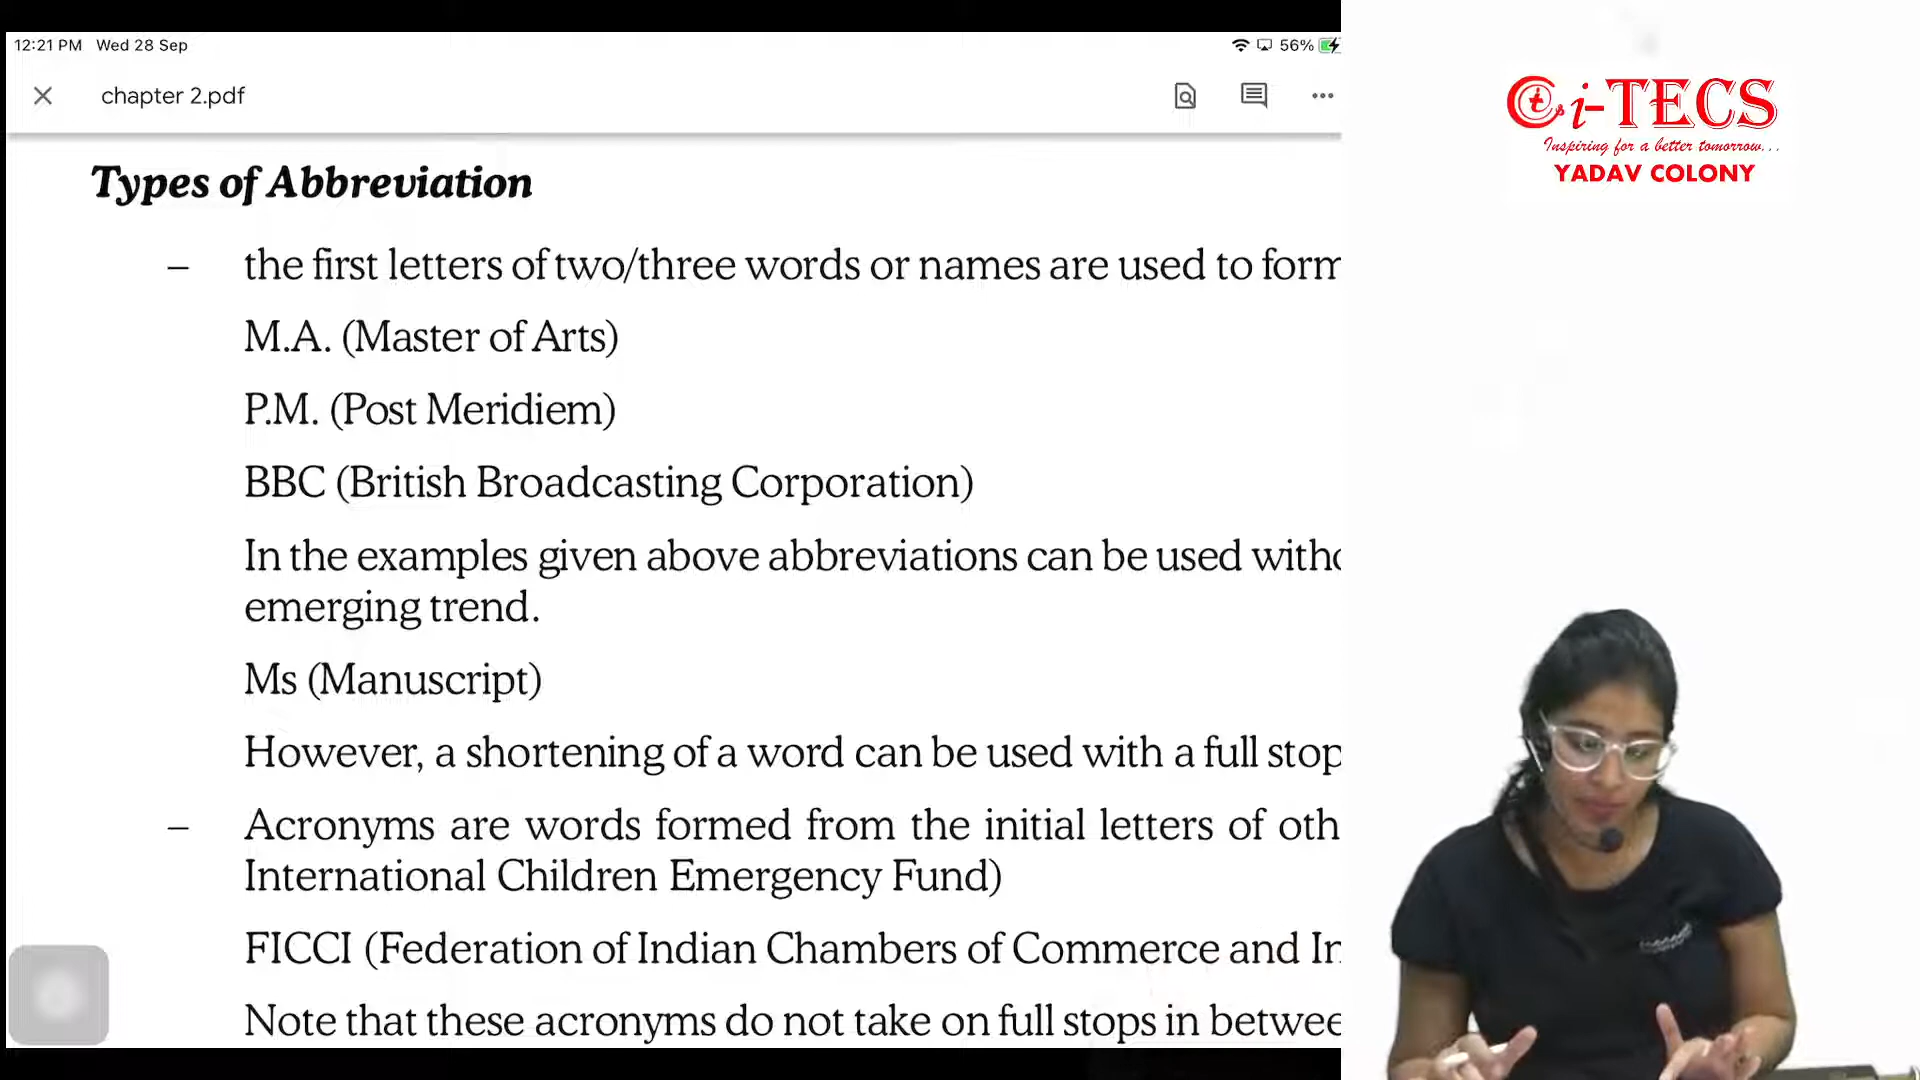 12:21 PM Wed 28 Sep
56%
chapter 2.pdf
Types of Abbreviation
– the first letters of two/three words or names are used to form
M.A. (Master of Arts)
P.M. (Post Meridiem)
BBC (British Broadcasting Corporation)
In the examples given above abbreviations can be used witho
emerging trend.
Ms (Manuscript)
However, a shortening of a word can be used with a full stop
– Acronyms are words formed from the initial letters of oth
International Children Emergency Fund)
FICCI (Federation of Indian Chambers of Commerce and In
Note that these acronyms do not take on full stops in betwee
i-TECS
Inspiring for a better tomorrow...
YADAV COLONY